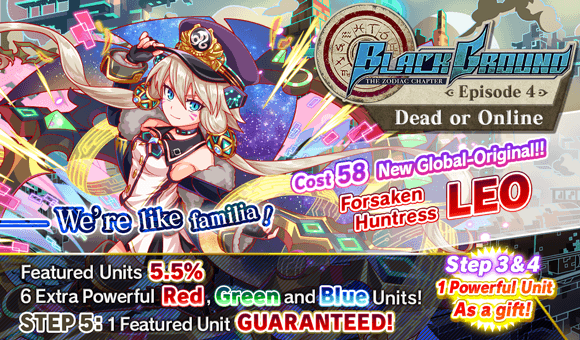 BLACKGROUND
THE ZODIAC CHAPTER
Episode 4
Dead or Online
Cost 58 New Global-Original!!
Forsaken
Huntress LEO
We're like familia!
Featured Units 5.5%
6 Extra Powerful Red, Green and Blue Units!
STEP 5: 1 Featured Unit GUARANTEED!
Step 3 & 4
1 Powerful Unit
As a gift!